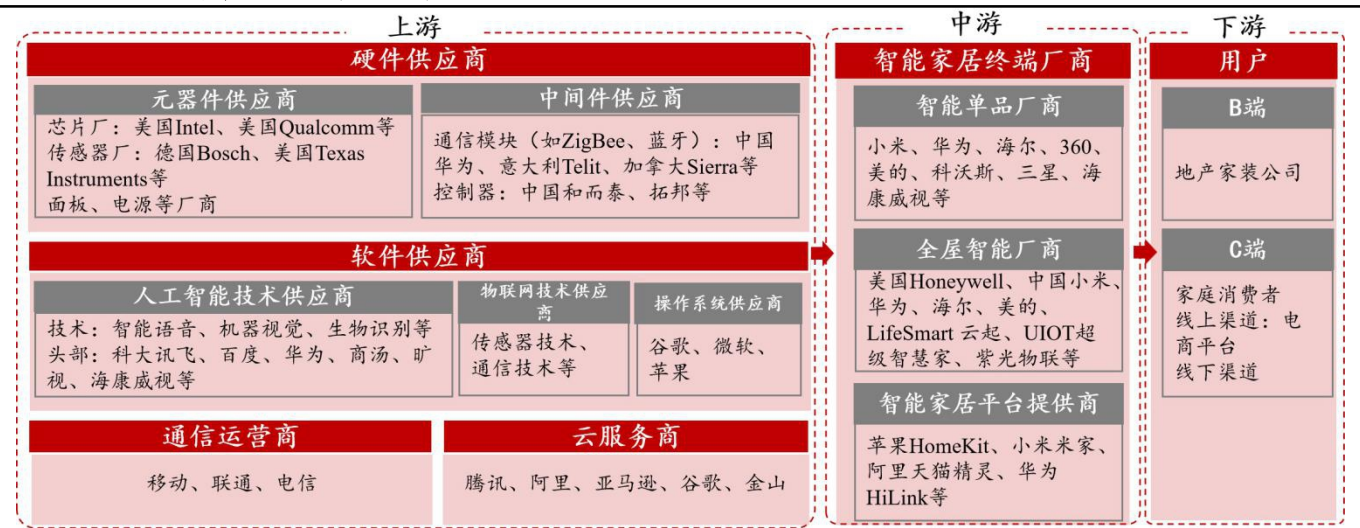 上游
硬件供应商
元器件供应商
芯片厂：美国Intel、美国Qualcomm等
传感器厂：德国Bosch、美国Texas
Instruments等
面板、电源等厂商
中间件供应商
通信模块（如ZigBee、蓝牙）：中国
华为、意大利Telit、加拿大Sierra等
控制器：中国和而泰、拓邦等
软件供应商
人工智能技术供应商
技术：智能语音、机器视觉、生物识别等
头部：科大讯飞、百度、华为、商汤、旷
视、海康威视等
物联网技术供应
商
传感器技术、
通信技术等
操作系统供应商
谷歌、微软、
苹果
通信运营商
移动、联通、电信
云服务商
腾讯、阿里、亚马逊、谷歌、金山
中游
智能家居终端厂商
智能单品厂商
小米、华为、海尔、360、
美的、科沃斯、三星、海
康威视等
全屋智能厂商
美国Honeywell、中国小米、
华为、海尔、美的、
LifeSmart 云起、UIOT超
级智慧家、紫光物联等
智能家居平台提供商
苹果HomeKit、小米米家、
阿里天猫精灵、华为
HiLink等
下游
用户
B端
地产家装公司
C端
家庭消费者
线上渠道：电
商平台
线下渠道